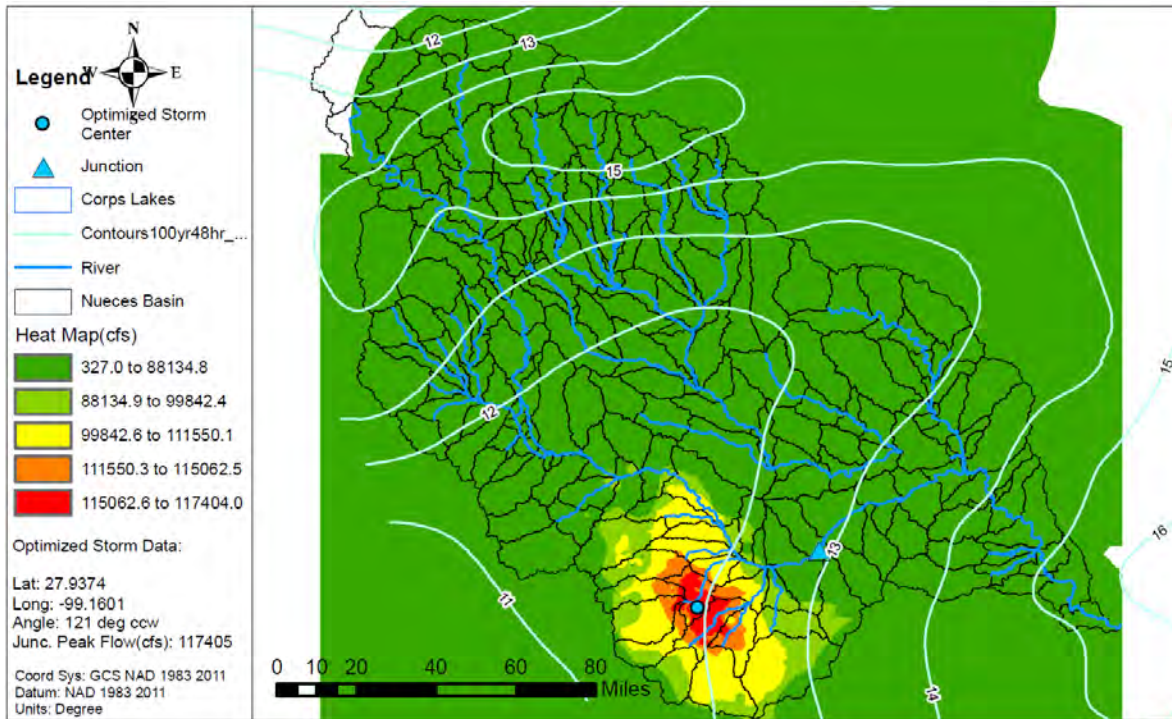 N
W
E
S
Legend
Optimized Storm
Center
Junction
Corps Lakes
Contours100yr48hr_...
River
Nueces Basin
Heat Map(cfs)
327.0 to 88134.8
88134.9 to 99842.4
99842.6 to 111550.1
111550.3 to 115062.5
115062.6 to 117404.0
Optimized Storm Data:
Lat: 27.9374
Long: -99.1601
Angle: 121 deg ccw
Junc. Peak Flow(cfs): 117405
Coord Sys: GCS NAD 1983 2011
Datum: NAD 1983 2011
Units: Degree
12
13
12
15
15
12
16
13
11
14
0 10 20 40 60 80
Miles